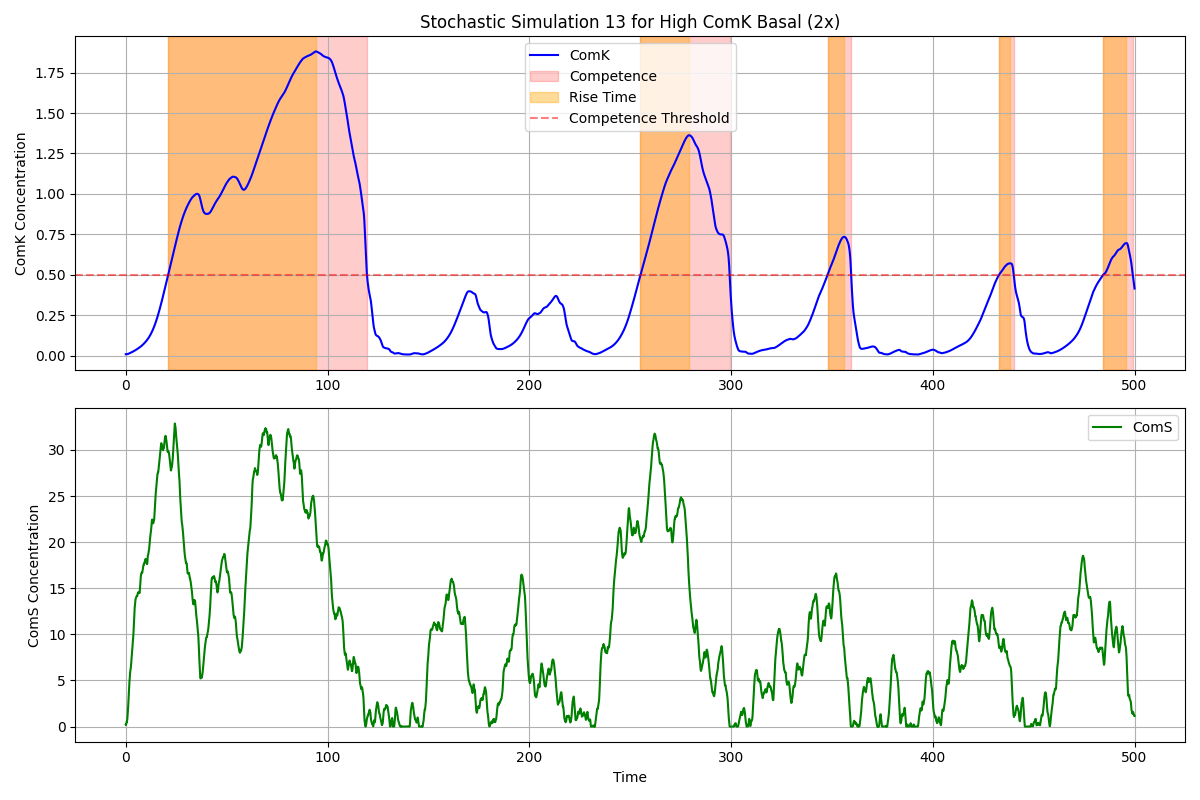 Stochastic Simulation 13 for High ComK Basal (2x)
ComK Concentration
1.75
1.50
1.25
1.00
0.75
0.50
0.25
0.00
ComK
Competence
Rise Time
Competence Threshold
0 100 200 300 400 500
ComS Concentration
30
25
20
15
10
5
0
ComS
0 100 200 300 400 500
Time